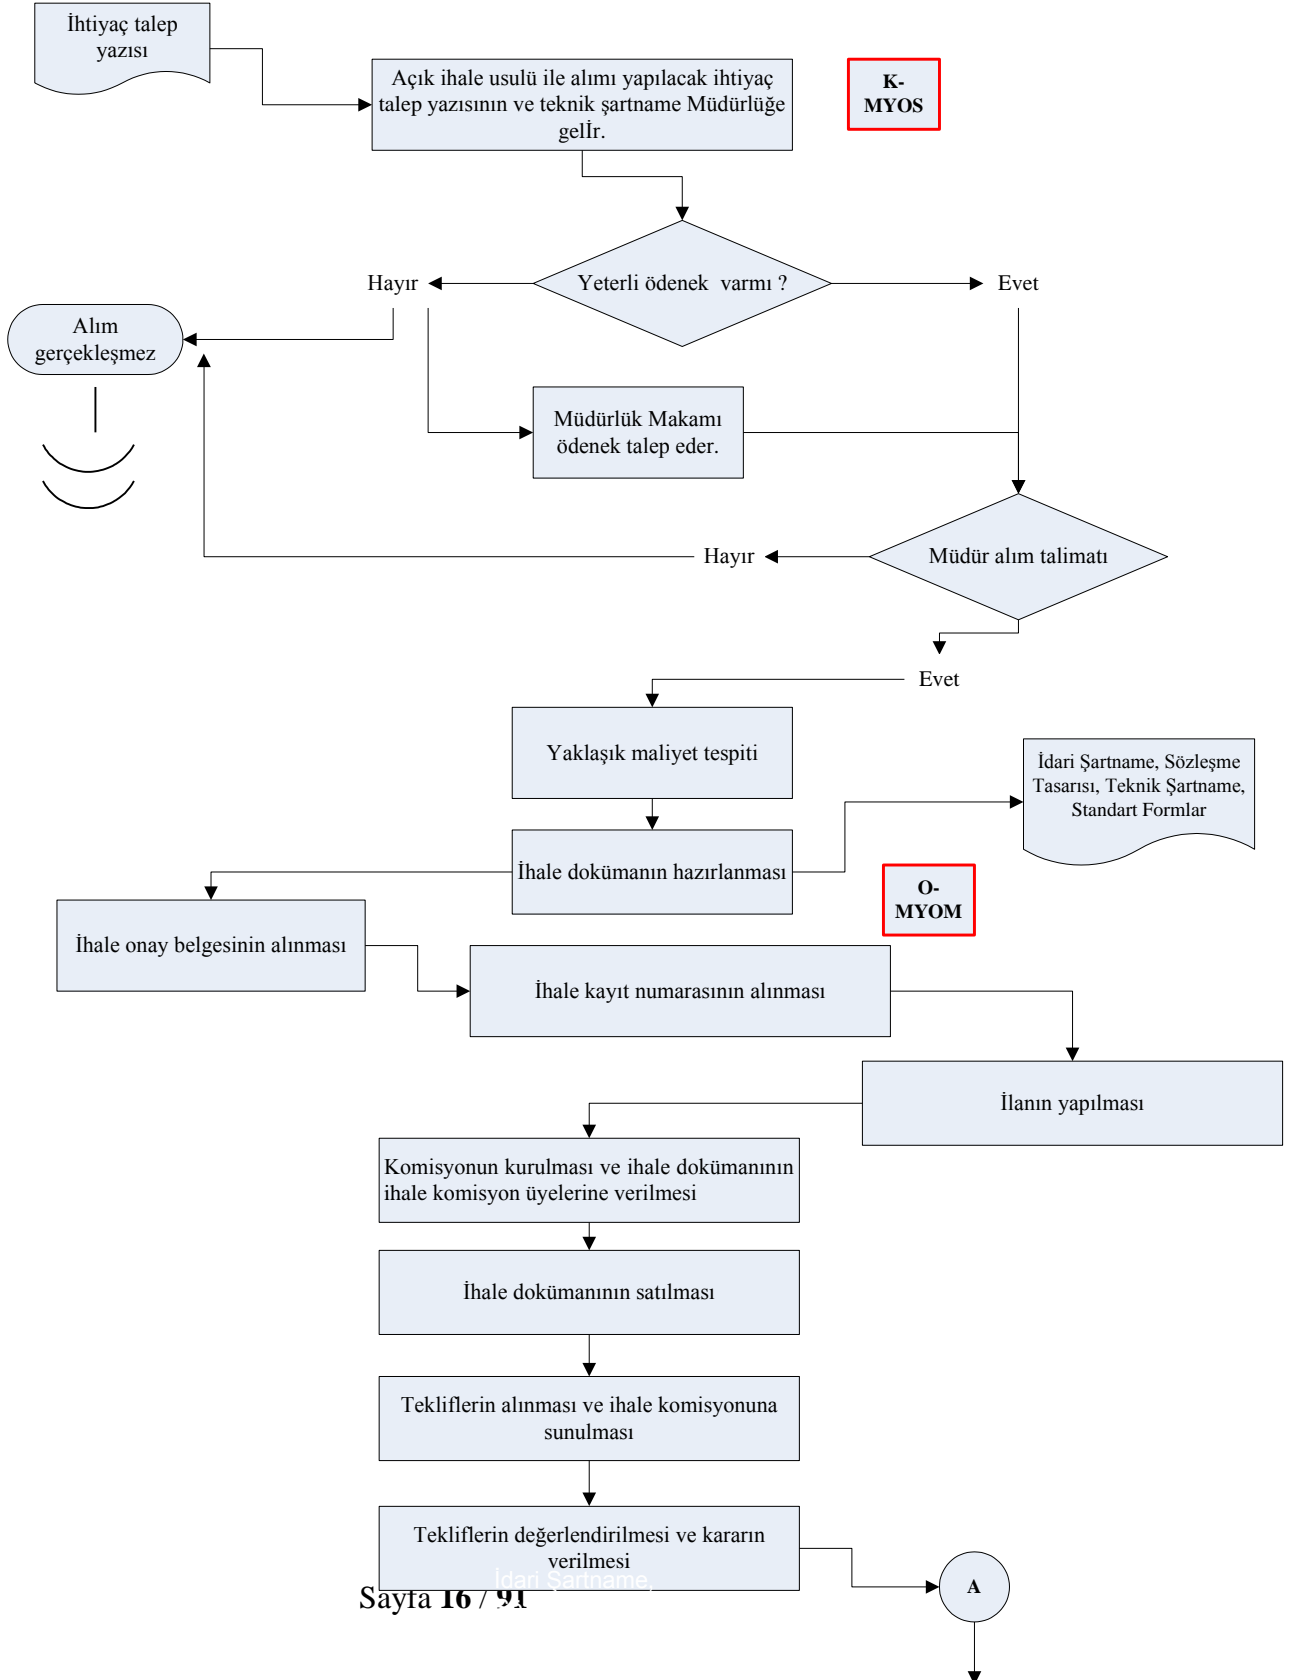 İhtiyaç talep
yazısı
Açık ihale usulü ile alımı yapılacak ihtiyaç
talep yazısının ve teknik şartname Müdürlüğe
gelİr.
K-
MYOS
Yeterli ödenek varmı ?
Hayır
Evet
Alım
gerçekleşmez
Müdürlük Makamı
ödenek talep eder.
Müdür alım talimatı
Hayır
Evet
Yaklaşık maliyet tespiti
İdari Şartname, Sözleşme
Tasarısı, Teknik Şartname,
Standart Formlar
İhale dokümanın hazırlanması
O-
MYOM
İhale onay belgesinin alınması
İhale kayıt numarasının alınması
İlanın yapılması
Komisyonun kurulması ve ihale dokümanının
ihale komisyon üyelerine verilmesi
İhale dokümanının satılması
Tekliflerin alınması ve ihale komisyonuna
sunulması
Tekliflerin değerlendirilmesi ve kararın
verilmesi
İdari Şartname,
A
Sayfa 16 / 91